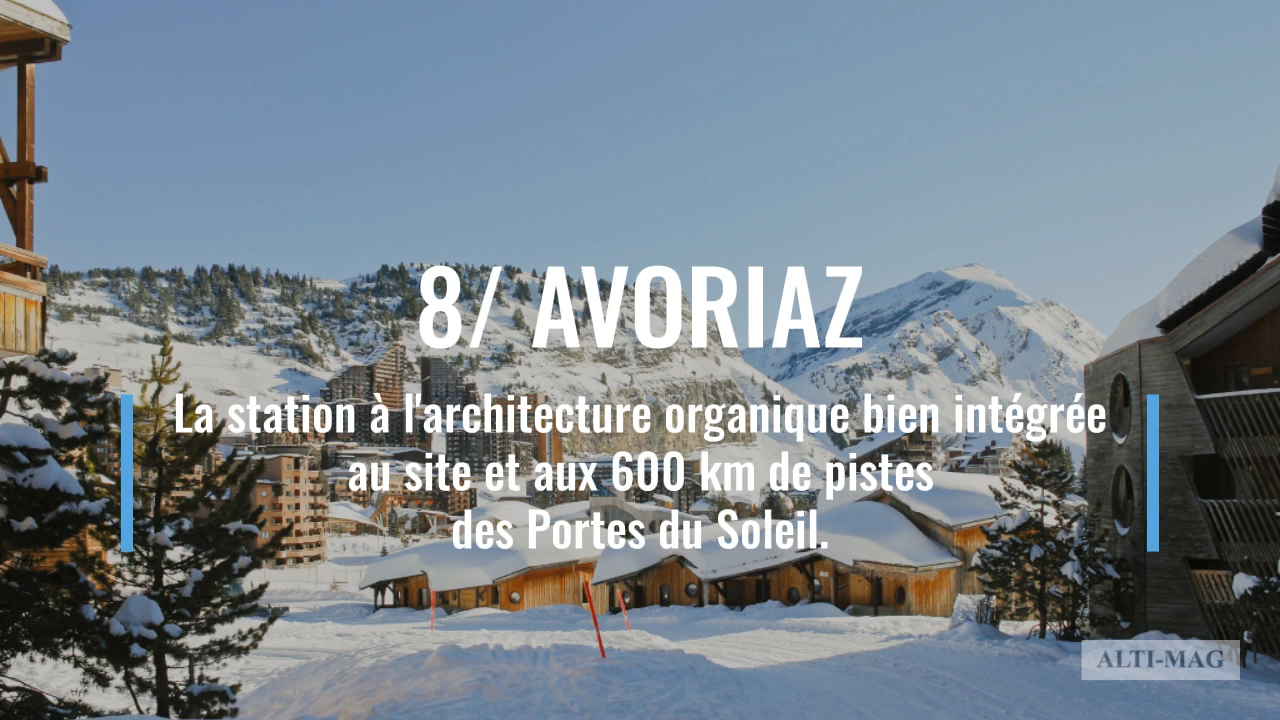 8/ AVORIAZ
La station à l'architecture organique bien intégrée
au site et aux 600 km de pistes
des Portes du Soleil.
ALTI-MAG